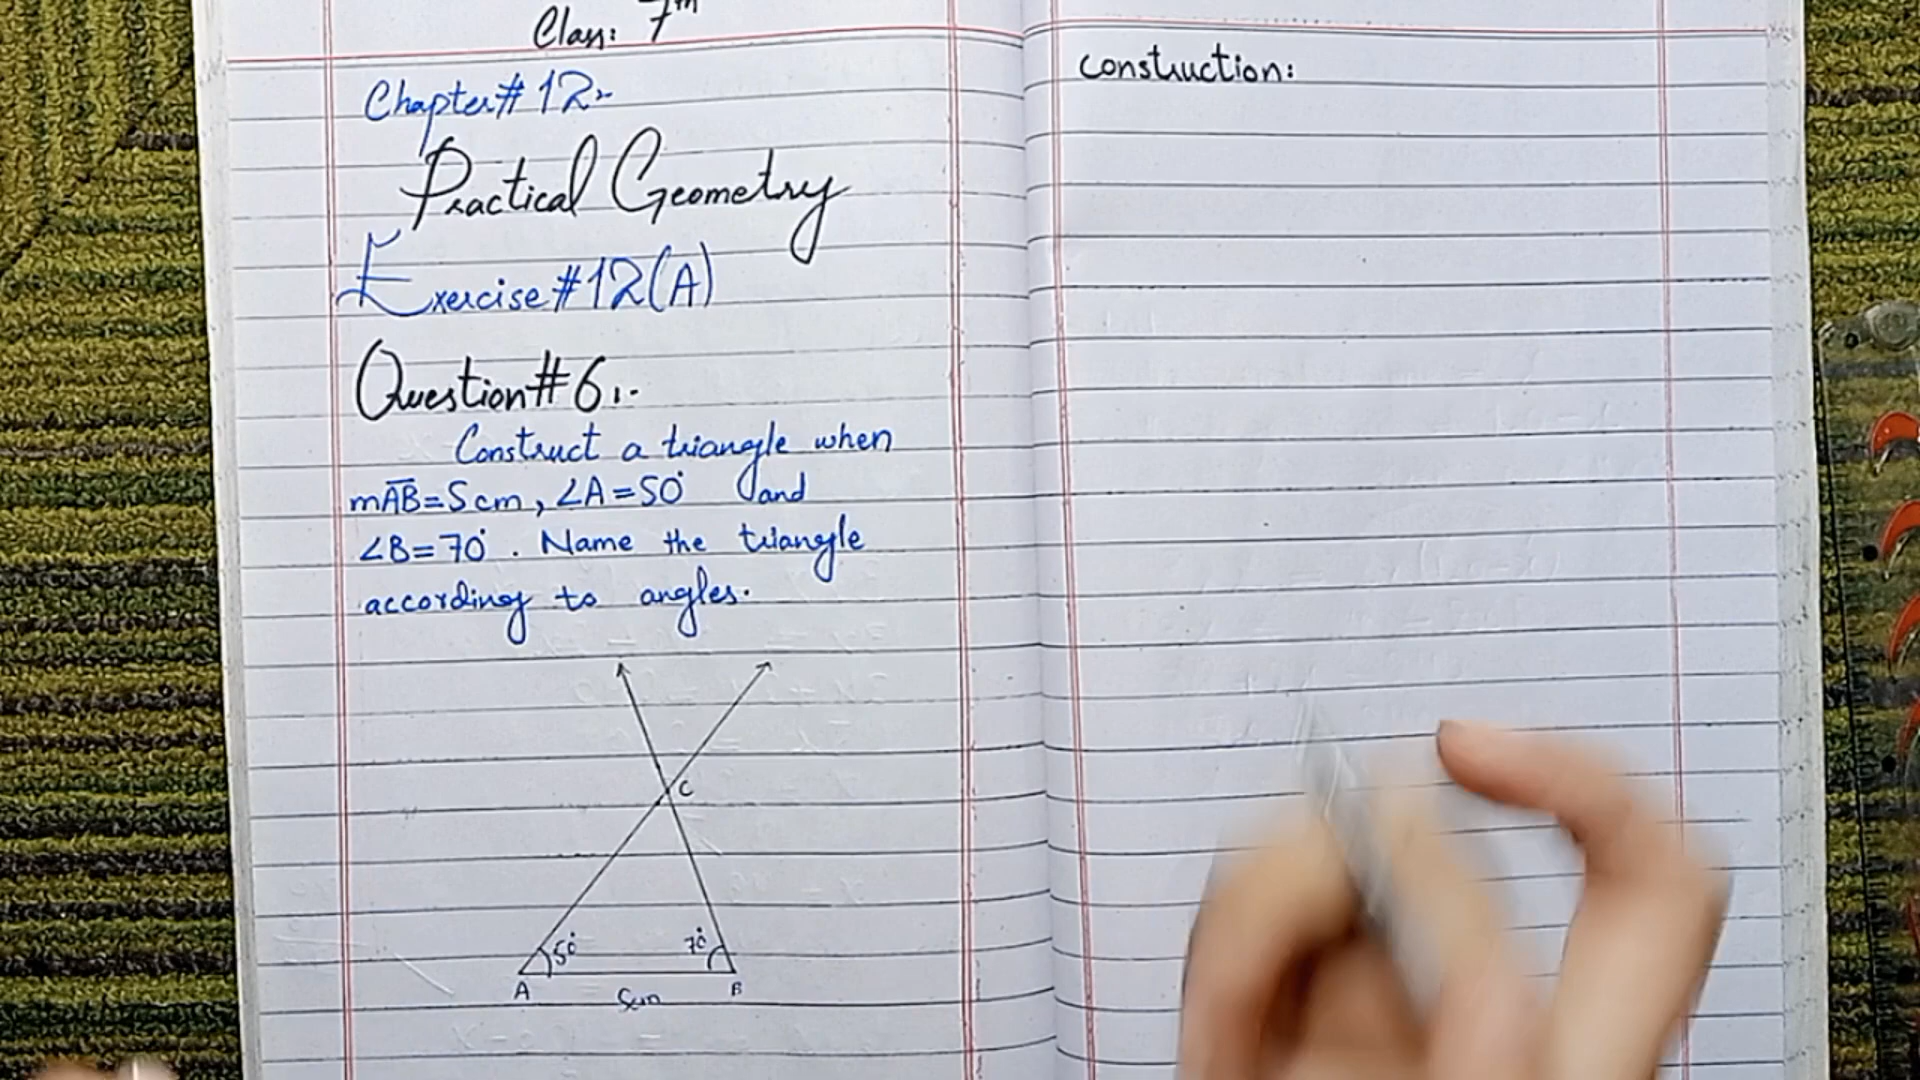 Class: 7th
Chapter# 12:-
Practical Geometry
Exercise #12(A)
Question#6:-
Construct a triangle when
mAB=5cm, ∠A=50° and
∠B=70°. Name the triangle
according to angles.
C
50° 70°
A 5cm B
construction: